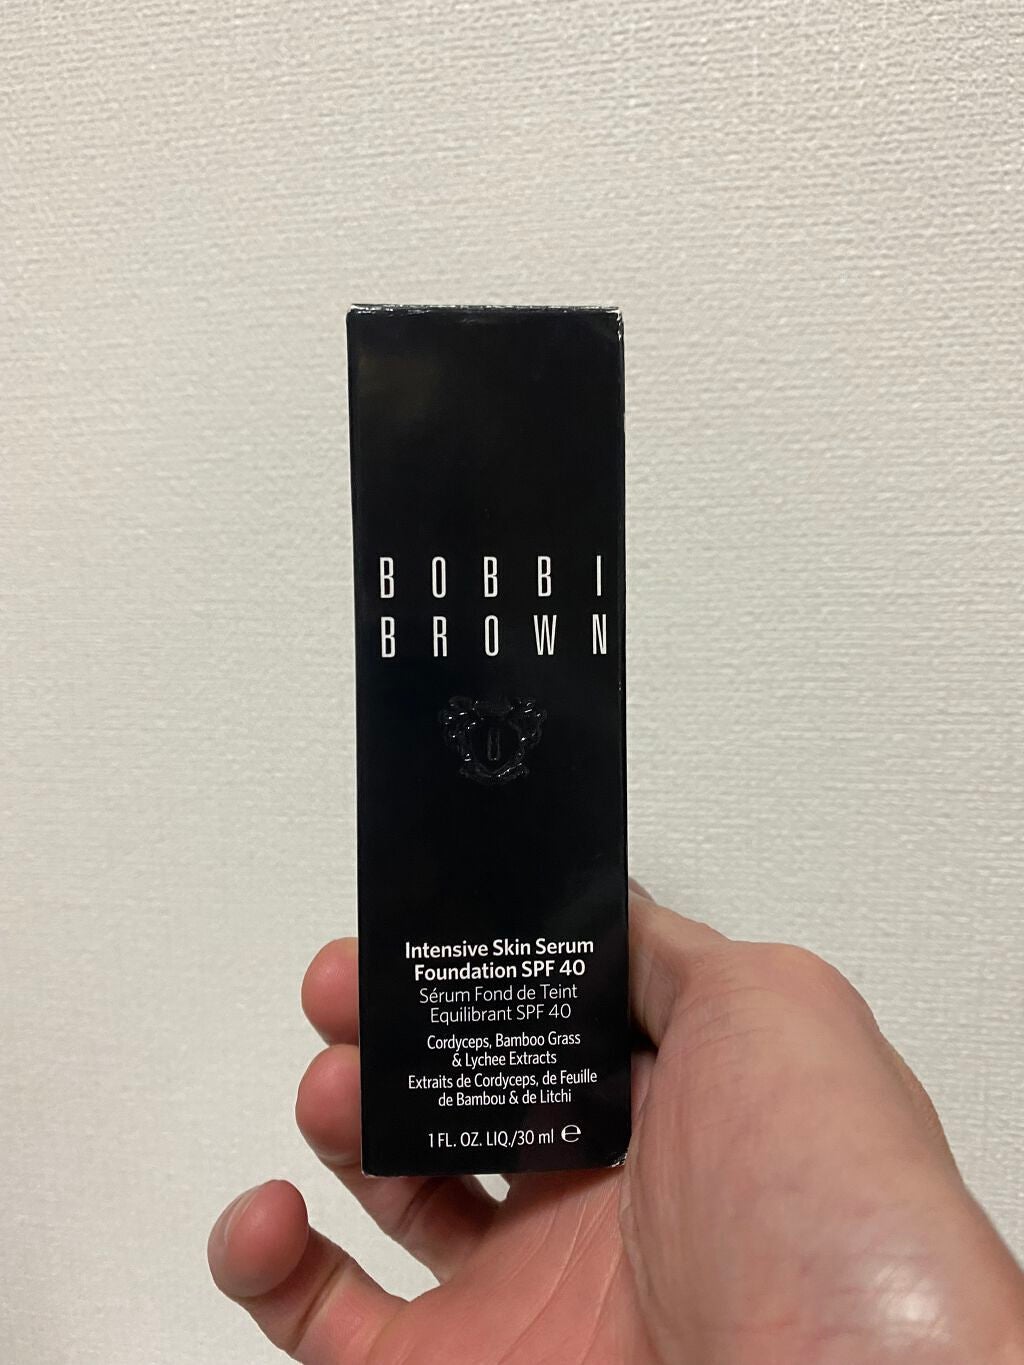 BOBBI
BROWN
Intensive Skin Serum
Foundation SPF 40
Sérum Fond de Teint
Equilibrant SPF 40
Cordyceps, Bamboo Grass
& Lychee Extracts
Extraits de Cordyceps, de Feuille
de Bambou & de Litchi
1 FL. OZ. LIQ./30 ml ℮